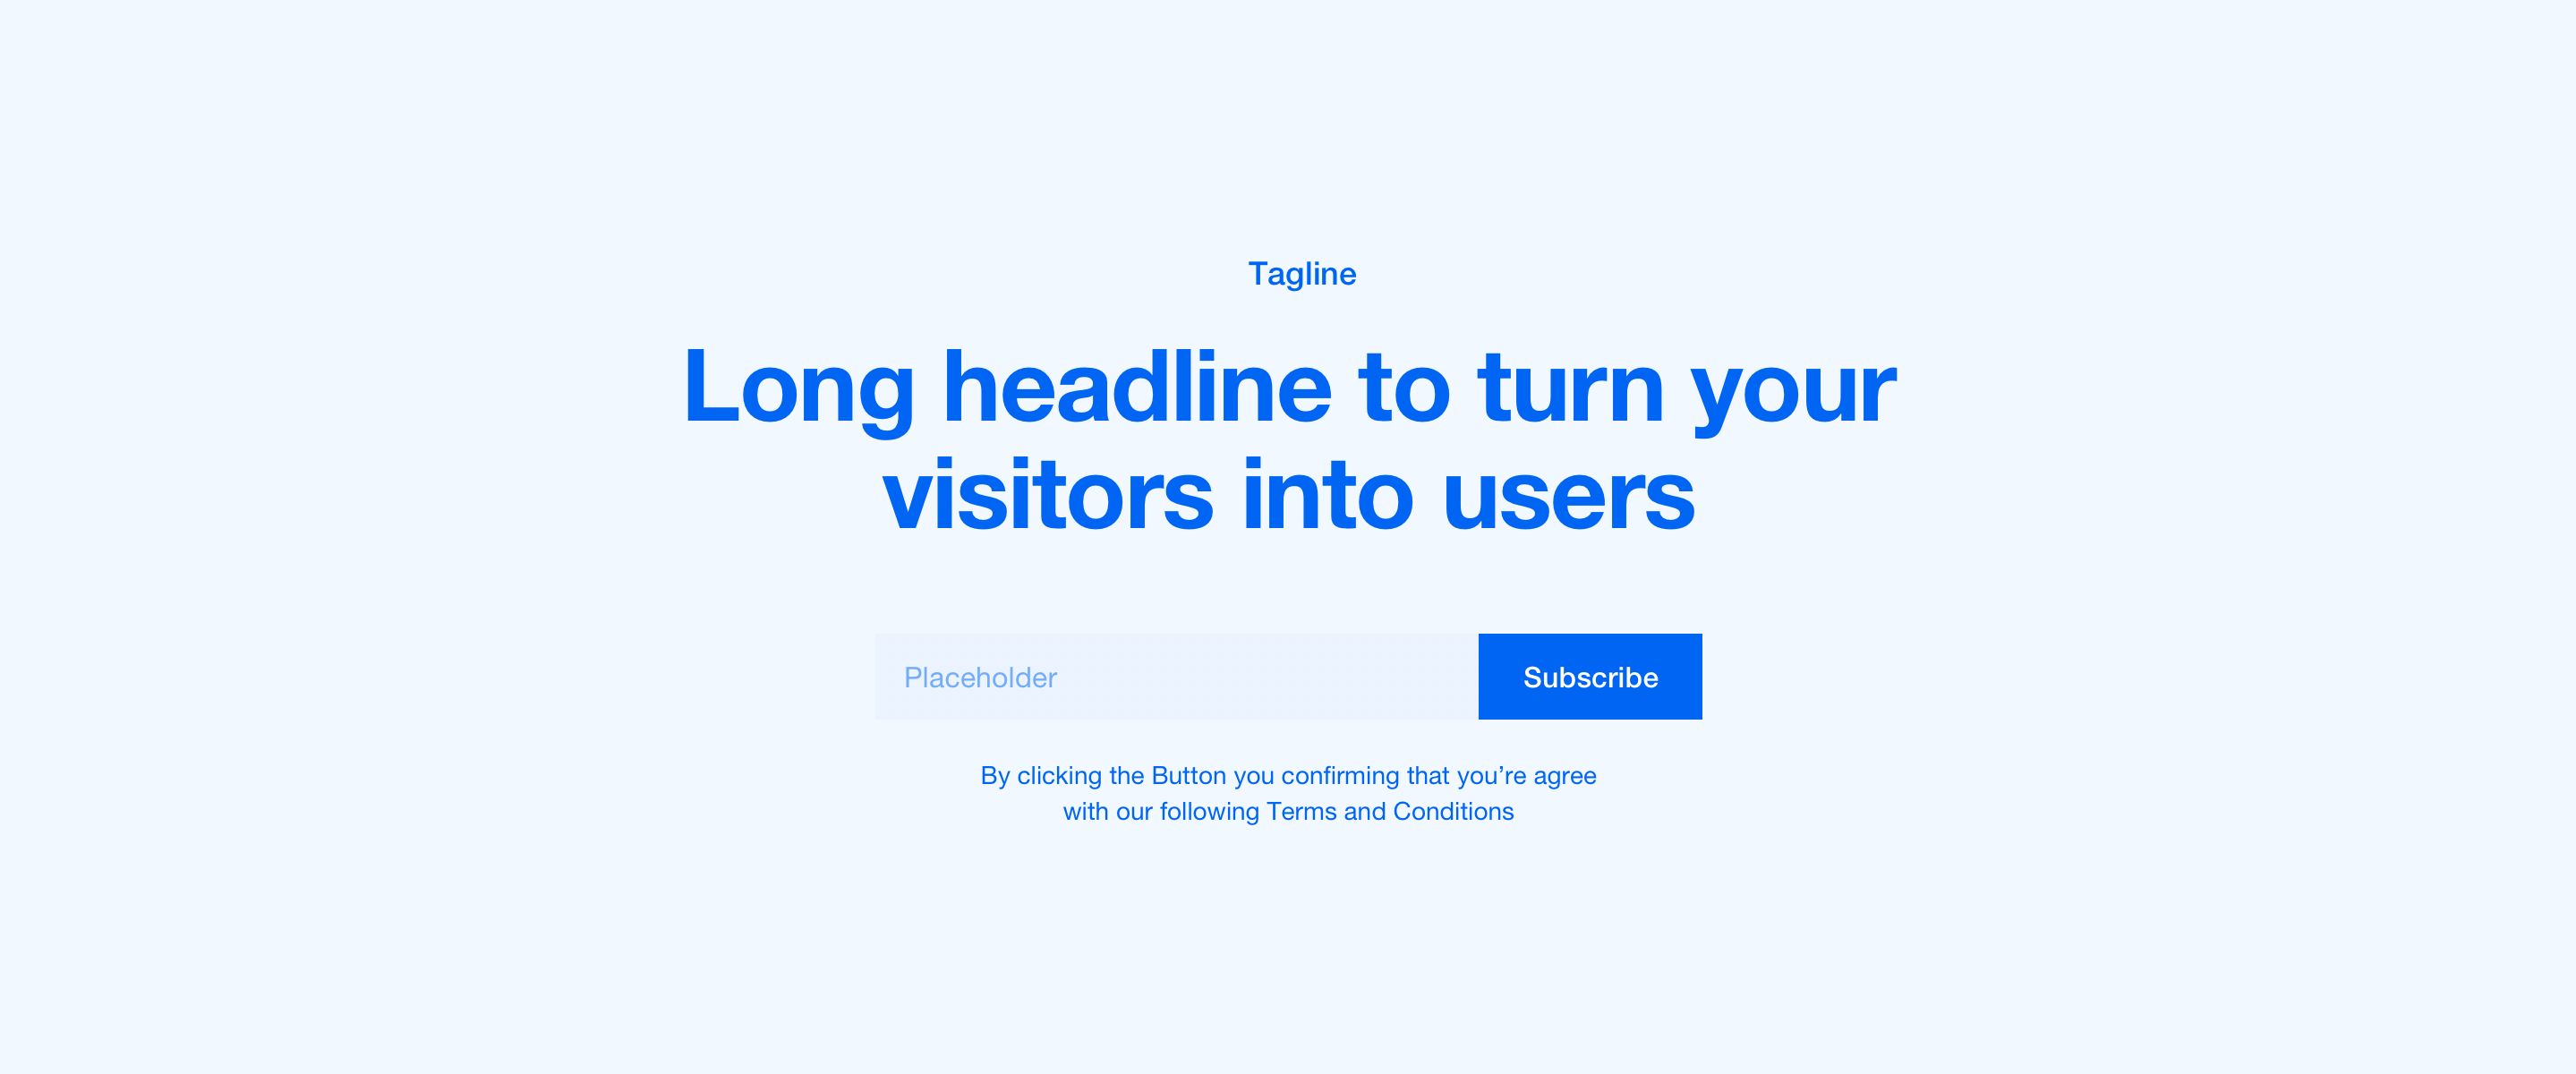 Tagline
Long headline to turn your
visitors into users
Placeholder
Subscribe
By clicking the Button you confirming that you’re agree
with our following Terms and Conditions